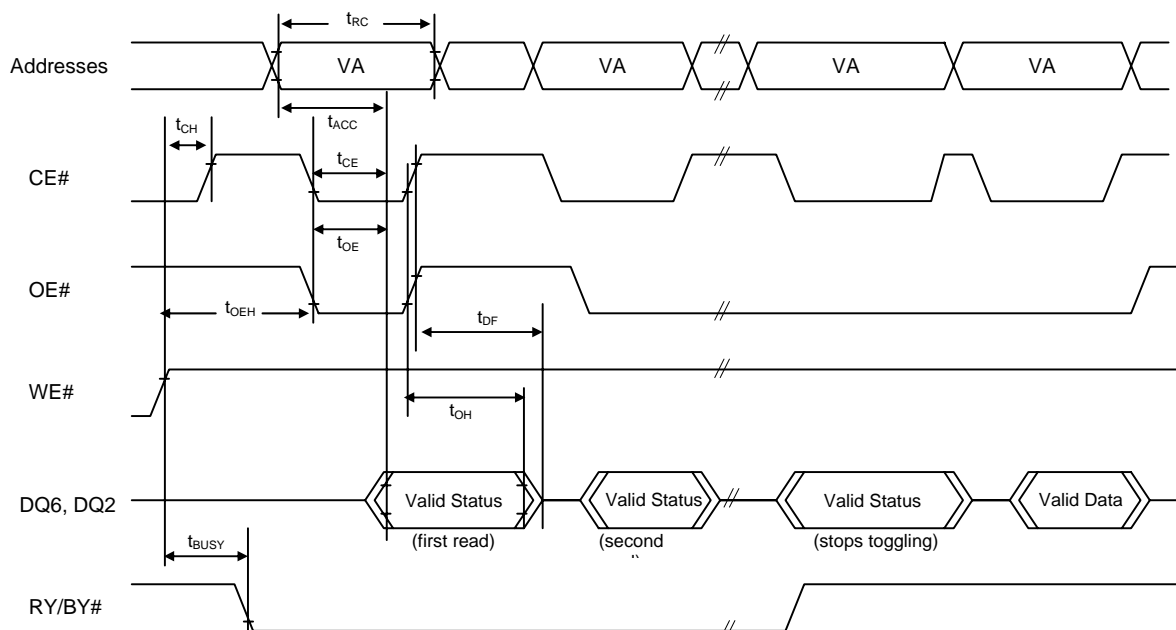 tRC
Addresses VA VA VA VA
tACC
tCH
tCE
CE#
tOE
OE#
tOEH
tDF
WE#
tOH
DQ6, DQ2 Valid Status Valid Status Valid Status Valid Data
(first read) (second (stops toggling)
tBUSY
RY/BY#